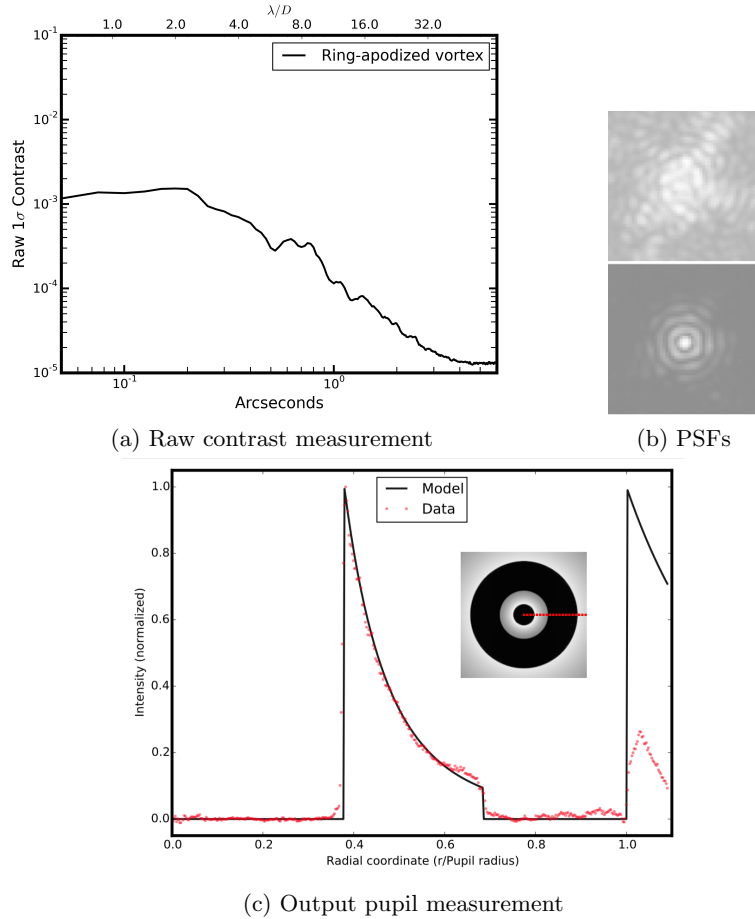 λ/D
1.0 2.0 4.0 8.0 16.0 32.0
10⁻¹
Ring-apodized vortex
10⁻²
10⁻³
10⁻⁴
10⁻⁵
Raw 1σ Contrast
10⁻¹ 10⁰
Arcseconds
(a) Raw contrast measurement
(b) PSFs
Model
Data
1.0
0.8
0.6
0.4
0.2
0.0
Intensity (normalized)
0.0 0.2 0.4 0.6 0.8 1.0
Radial coordinate (r/Pupil radius)
(c) Output pupil measurement